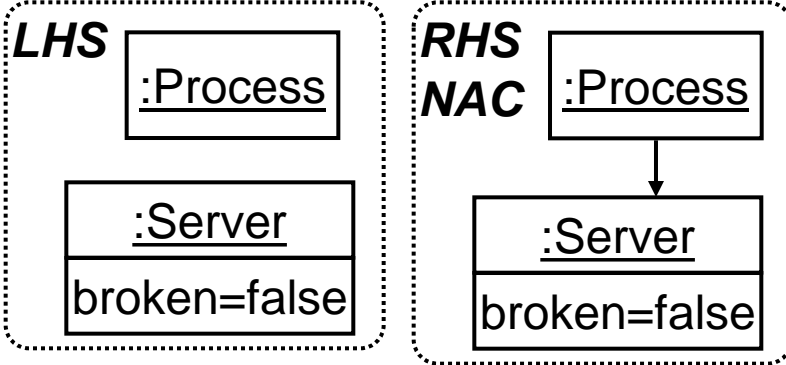 LHS
:Process
:Server
broken=false
RHS
NAC
:Process
:Server
broken=false